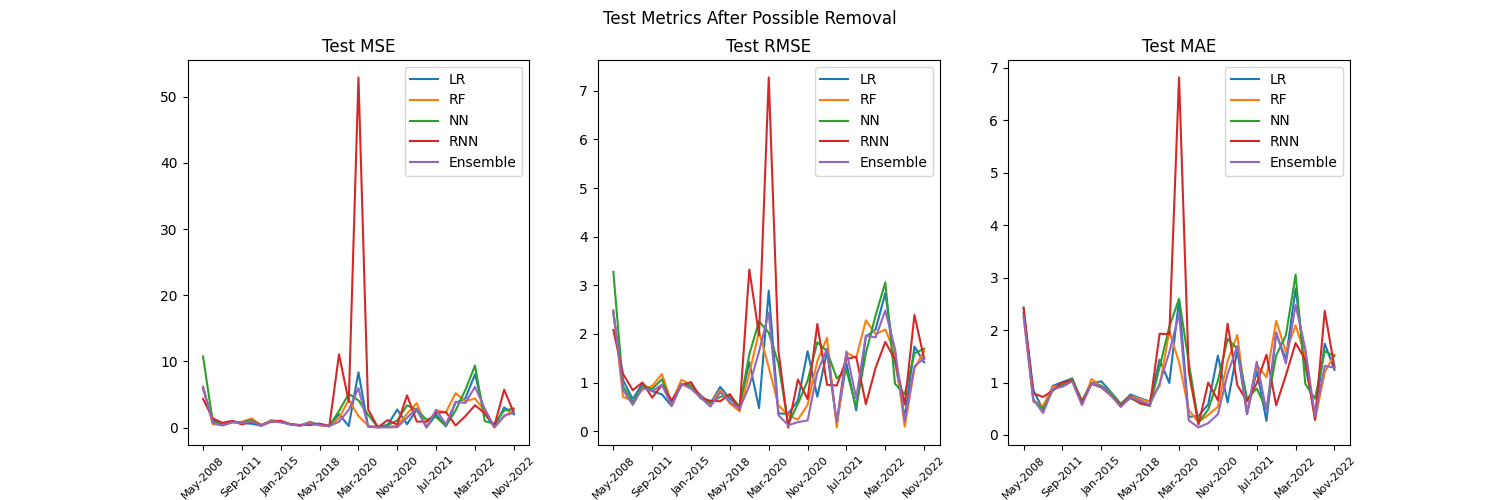 Test Metrics After Possible Removal
Test MSE
LR
RF
NN
RNN
Ensemble
50
40
30
20
10
0
May-2008
Sep-2011
Jan-2015
May-2018
Mar-2020
Nov-2020
Jul-2021
Mar-2022
Nov-2022
Test RMSE
LR
RF
NN
RNN
Ensemble
7
6
5
4
3
2
1
0
May-2008
Sep-2011
Jan-2015
May-2018
Mar-2020
Nov-2020
Jul-2021
Mar-2022
Nov-2022
Test MAE
LR
RF
NN
RNN
Ensemble
7
6
5
4
3
2
1
0
May-2008
Sep-2011
Jan-2015
May-2018
Mar-2020
Nov-2020
Jul-2021
Mar-2022
Nov-2022